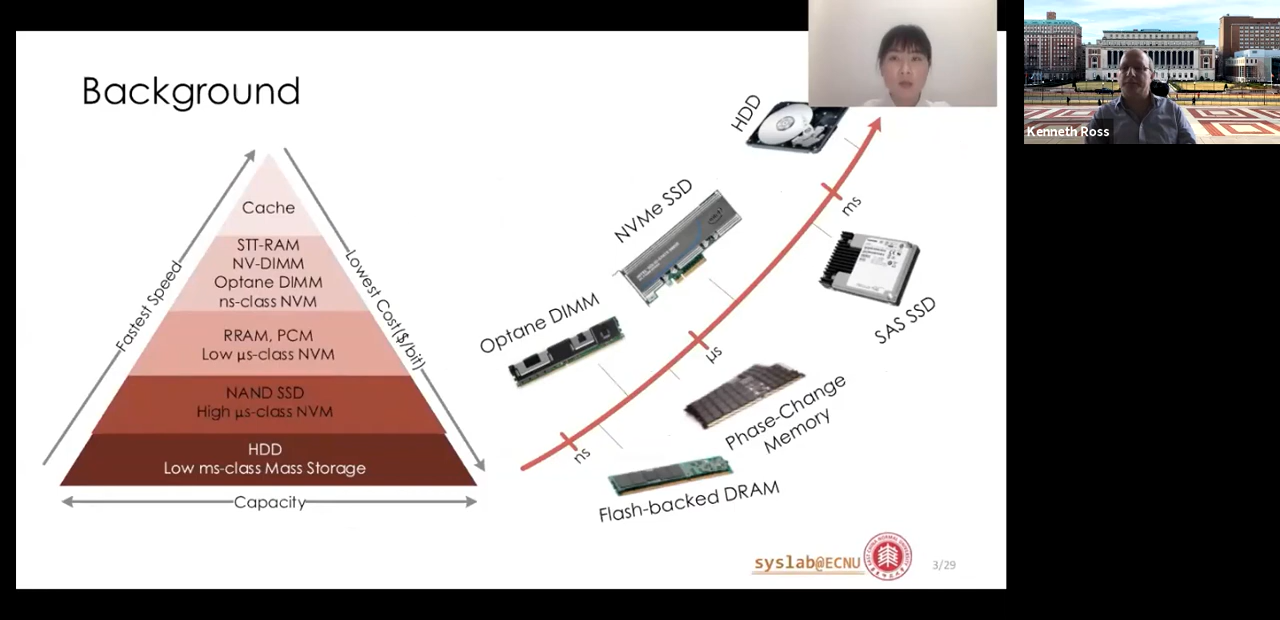 Background
Cache
STT-RAM
NV-DIMM
Optane DIMM
ns-class NVM
RRAM, PCM
Low µs-class NVM
NAND SSD
High µs-class NVM
HDD
Low ms-class Mass Storage
Fastest Speed
Lowest Cost($/bit)
Capacity
HDD
NVMe SSD
Optane DIMM
ms
SAS SSD
µs
Phase-Change
Memory
ns
Flash-backed DRAM
syslab@ECNU
3/29
Kenneth Ross